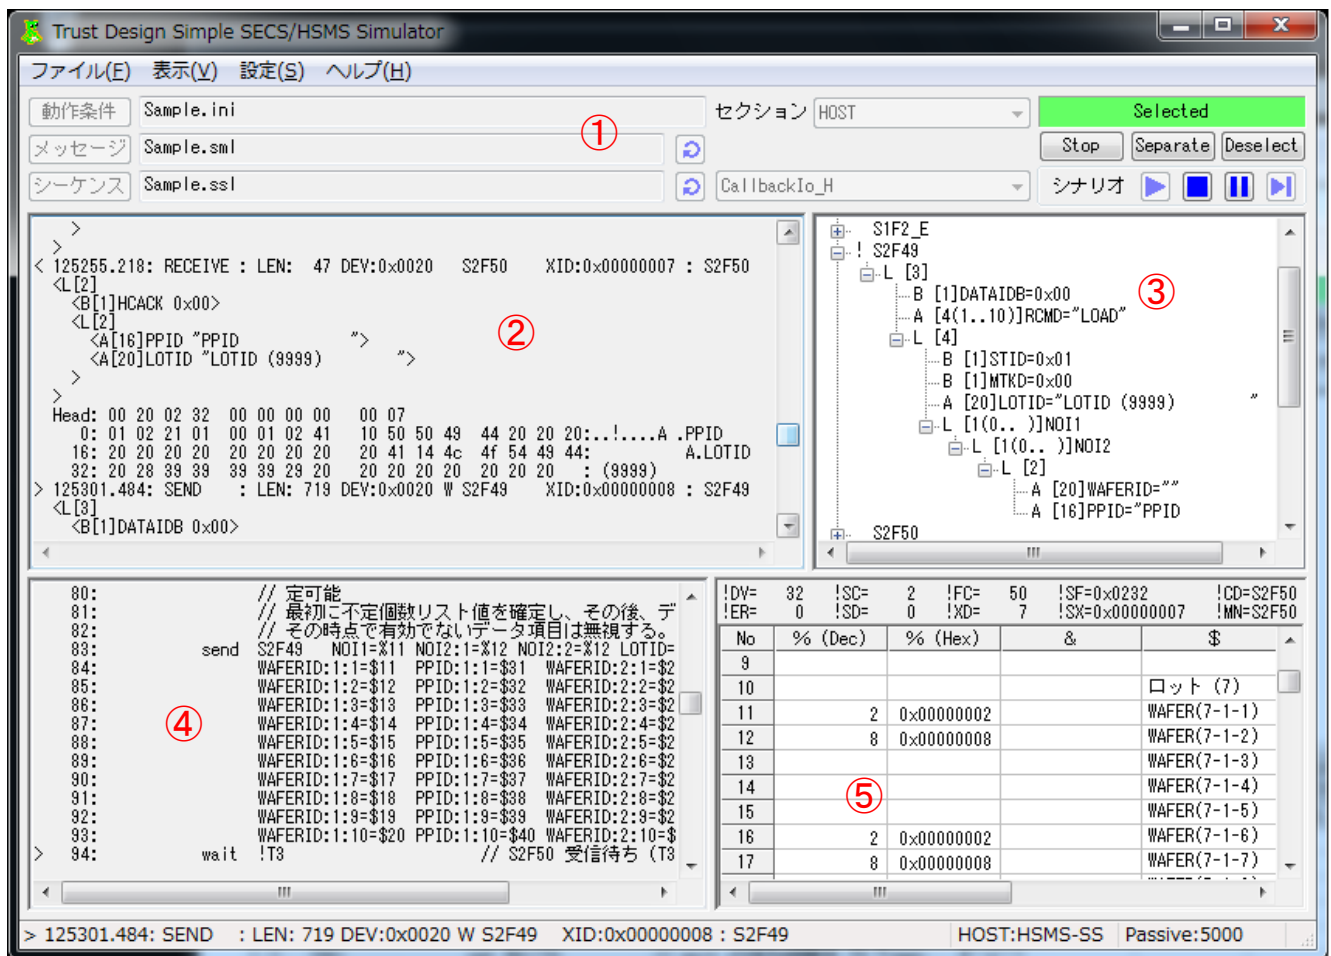 Trust Design Simple SECS/HSMS Simulator
ファイル(F) 表示(V) 設定(S) ヘルプ(H)
動作条件 Sample.ini セクション HOST Selected
①
メッセージ Sample.sml Stop Separate Deselect
シーケンス Sample.ssl CallbackIo_H シナリオ
>
>
< 125255.218: RECEIVE : LEN: 47 DEV:0x0020 S2F50 XID:0x00000007 : S2F50
<L[2]
<B[1]HCACK 0x00>
<L[2]
<A[16]PPID "PPID ">
<A[20]LOTID "LOTID (9999) ">
>
>
Head: 00 20 02 32 00 00 00 00 00 07
0: 01 02 21 01 00 01 02 41 10 50 50 49 44 20 20 20:..!....A .PPID
16: 20 20 20 20 20 20 20 20 20 41 14 4c 4f 54 49 44: A.LOTID
32: 20 28 39 39 39 39 29 20 20 20 20 20 20 20 20 : (9999)
> 125301.484: SEND : LEN: 719 DEV:0x0020 W S2F49 XID:0x00000008 : S2F49
<L[3]
<B[1]DATAIDB 0x00>
②
S1F2_E
! S2F49
L [3]
B [1]DATAIDB=0x00
A [4(1..10)]RCMD="LOAD"
L [4]
B [1]STID=0x01
B [1]MTKD=0x00
A [20]LOTID="LOTID (9999) "
L [1(0.. )]NOI1
L [1(0.. )]NOI2
L [2]
A [20]WAFERID=""
A [16]PPID="PPID
S2F50
③
80: // 定可能
81: // 最初に不定個数リスト値を確定し、その後、デ
82: // その時点で有効でないデータ項目は無視する。
83: send S2F49 NOI1=%11 NOI2:1=%12 NOI2:2=%12 LOTID=
84: WAFERID:1:1=$11 PPID:1:1=$31 WAFERID:2:1=$2
85: WAFERID:1:2=$12 PPID:1:2=$32 WAFERID:2:2=$2
86: WAFERID:1:3=$13 PPID:1:3=$33 WAFERID:2:3=$2
87: WAFERID:1:4=$14 PPID:1:4=$34 WAFERID:2:4=$2
88: WAFERID:1:5=$15 PPID:1:5=$35 WAFERID:2:5=$2
89: WAFERID:1:6=$16 PPID:1:6=$36 WAFERID:2:6=$2
90: WAFERID:1:7=$17 PPID:1:7=$37 WAFERID:2:7=$2
91: WAFERID:1:8=$18 PPID:1:8=$38 WAFERID:2:8=$2
92: WAFERID:1:9=$19 PPID:1:9=$39 WAFERID:2:9=$2
93: WAFERID:1:10=$20 PPID:1:10=$40 WAFERID:2:10=$
> 94: wait !T3 // S2F50 受信待ち (T3
④
!DV= 32 !SC= 2 !FC= 50 !SF=0x0232 !CD=S2F50
!ER= 0 !SD= 0 !XD= 7 !SX=0x00000007 !MN=S2F50
No % (Dec) % (Hex) & $
9
10 ロット (7)
11 2 0x00000002 WAFER(7-1-1)
12 8 0x00000008 WAFER(7-1-2)
13 WAFER(7-1-3)
14 WAFER(7-1-4)
15 WAFER(7-1-5)
16 2 0x00000002 WAFER(7-1-6)
17 8 0x00000008 WAFER(7-1-7)
⑤
> 125301.484: SEND : LEN: 719 DEV:0x0020 W S2F49 XID:0x00000008 : S2F49 HOST:HSMS-SS Passive:5000